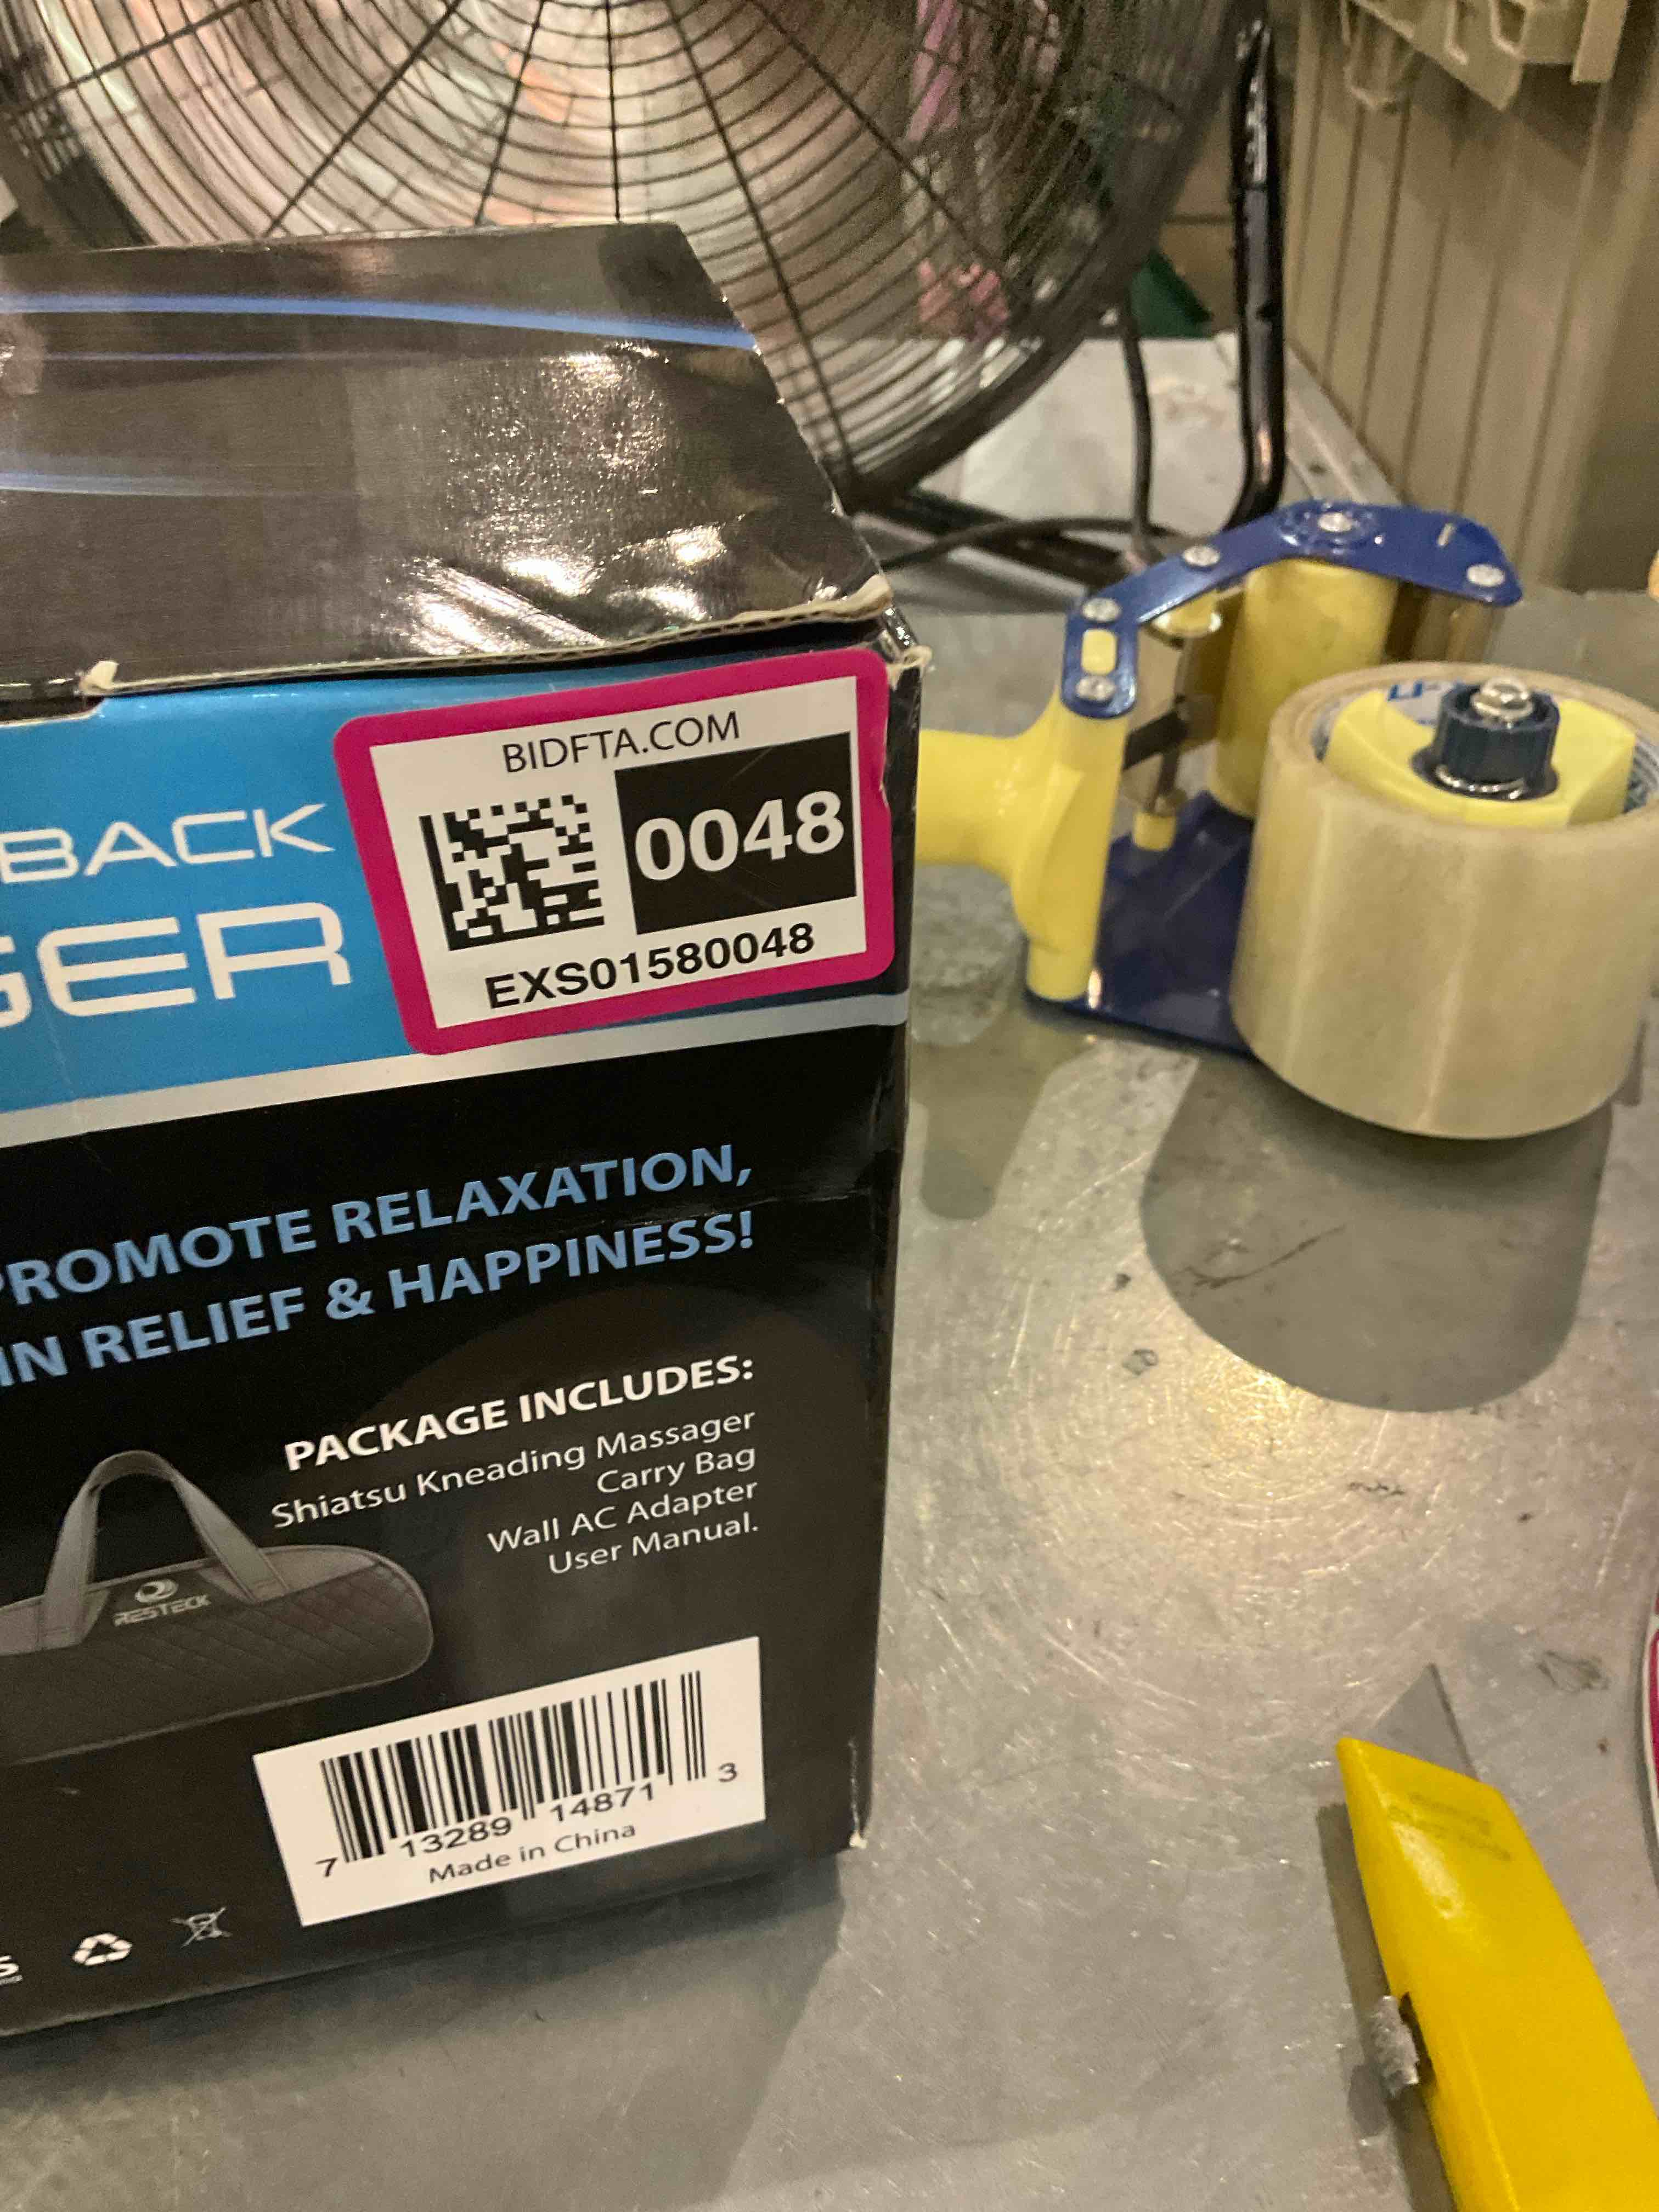 BIDFTA.COM
0048
EXS01580048
BACK
GER
PROMOTE RELAXATION,
IN RELIEF & HAPPINESS!
PACKAGE INCLUDES:
Shiatsu Kneading Massager
Carry Bag
Wall AC Adapter
User Manual.
RESTECK
7 13289 14871 3
Made in China